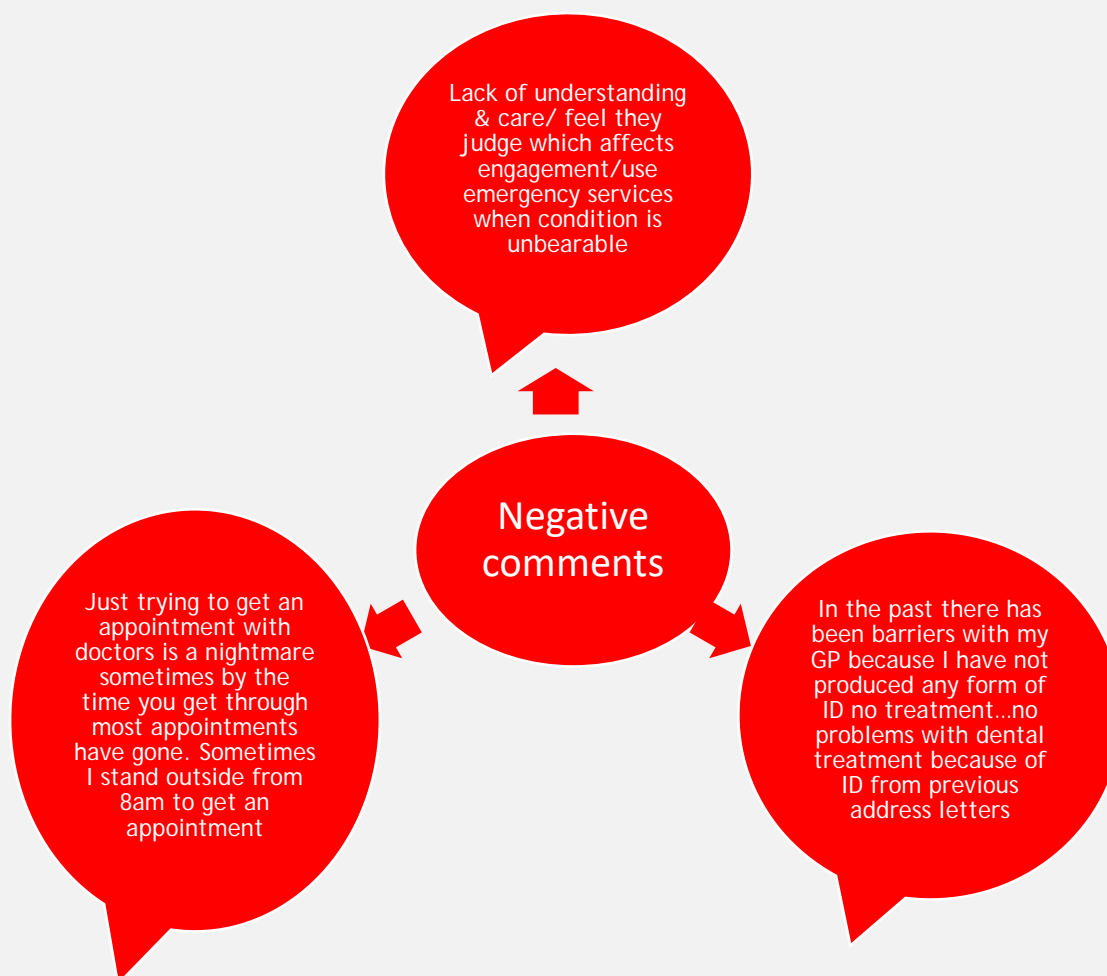 Lack of understanding
& care/ feel they
judge which affects
engagement/use
emergency services
when condition is
unbearable
Negative
comments
Just trying to get an
appointment with
doctors is a nightmare
sometimes by the
time you get through
most appointments
have gone. Sometimes
I stand outside from
8am to get an
appointment
In the past there has
been barriers with my
GP because I have not
produced any form of
ID no treatment...no
problems with dental
treatment because of
ID from previous
address letters